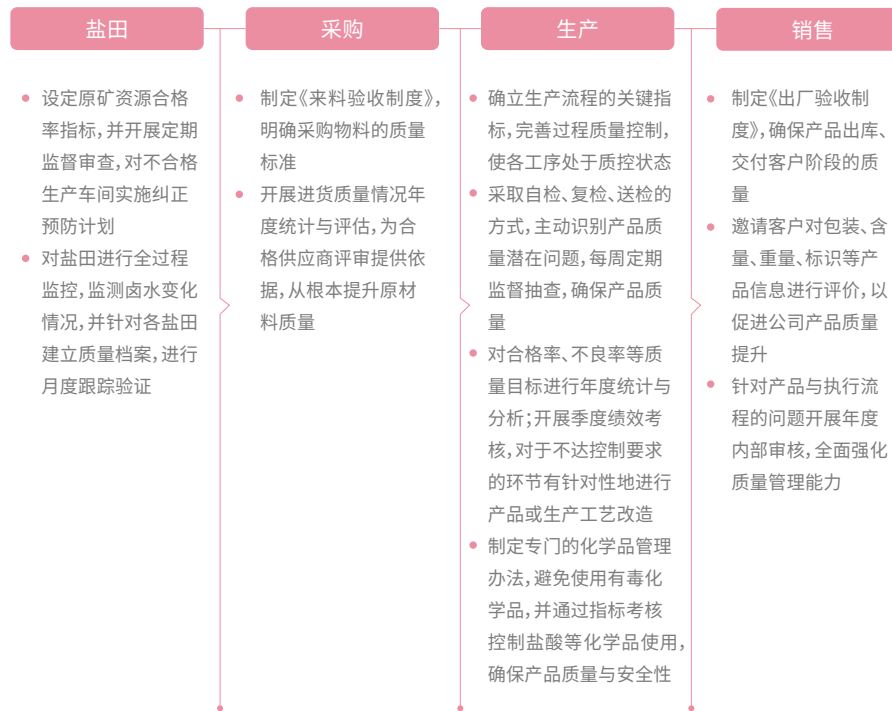 盐田
设定原矿资源合格
率指标，并开展定期
监督审查，对不合格
生产车间实施纠正
预防计划
对盐田进行全过程
监控，监测卤水变化
情况，并针对各盐田
建立质量档案，进行
月度跟踪验证
采购
制定《来料验收制度》，
明确采购物料的质量
标准
开展进货质量情况年
度统计与评估，为合
格供应商评审提供依
据，从根本提升原材
料质量
生产
确立生产流程的关键指
标，完善过程质量控制，
使各工序处于质控状态
采取自检、复检、送检的
方式，主动识别产品质
量潜在问题，每周定期
监督抽查，确保产品质
量
对合格率、不良率等质
量目标进行年度统计与
分析；开展季度绩效考
核，对于不达控制要求
的环节有针对性地进行
产品或生产工艺改造
制定专门的化学品管理
办法，避免使用有毒化
学品，并通过指标考核
控制盐酸等化学品使用，
确保产品质量与安全性
销售
制定《出厂验收制
度》，确保产品出库、
交付客户阶段的质
量
邀请客户对包装、含
量、重量、标识等产
品信息进行评价，以
促进公司产品质量
提升
针对产品与执行流
程的问题开展年度
内部审核，全面强化
质量管理能力